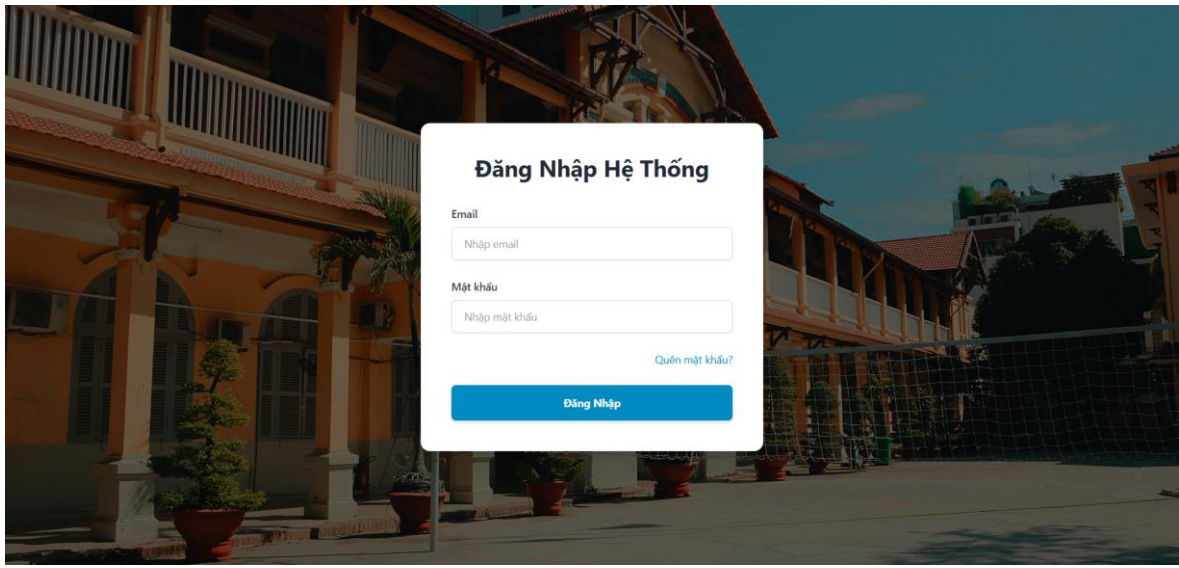 Đăng Nhập Hệ Thống
Email
Nhập email
Mật khẩu
Nhập mật khẩu
Quên mật khẩu?
Đăng Nhập